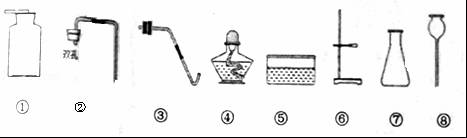 ① ② ③ ④ ⑤ ⑥ ⑦ ⑧